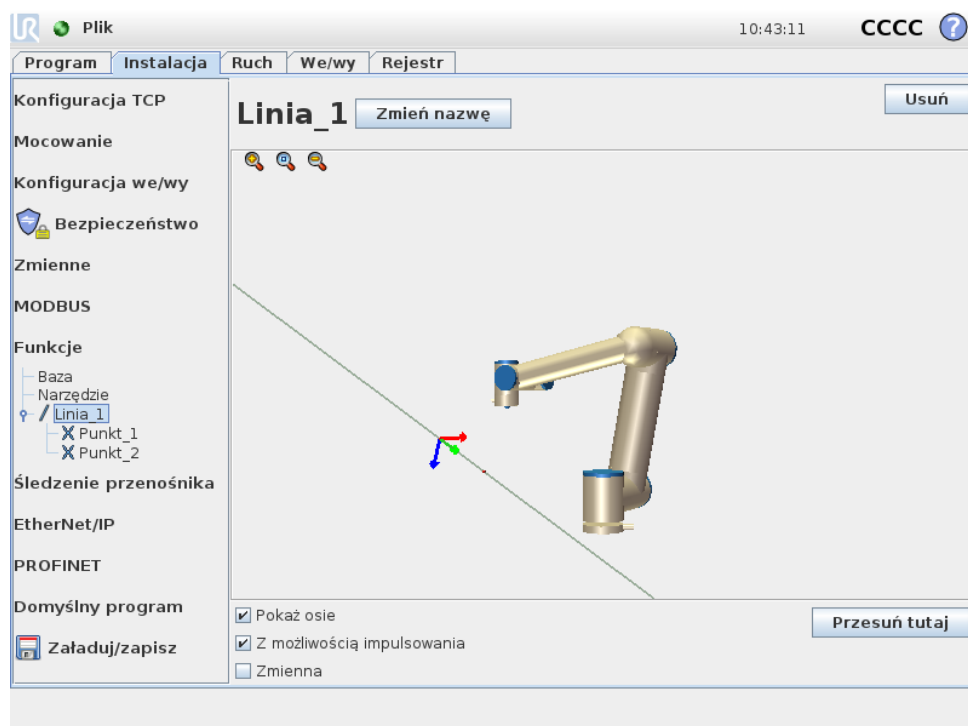 UR Plik 10:43:11 CCCC ?
Program Instalacja Ruch We/wy Rejestr
Konfiguracja TCP
Mocowanie
Konfiguracja we/wy
Bezpieczeństwo
Zmienne
MODBUS
Funkcje
Baza
Narzędzie
Linia_1
Punkt_1
Punkt_2
Śledzenie przenośnika
EtherNet/IP
PROFINET
Domyślny program
Załaduj/zapisz
Linia_1 Zmień nazwę Usuń
Pokaż osie
Z możliwością impulsowania
Zmienna
Przesuń tutaj